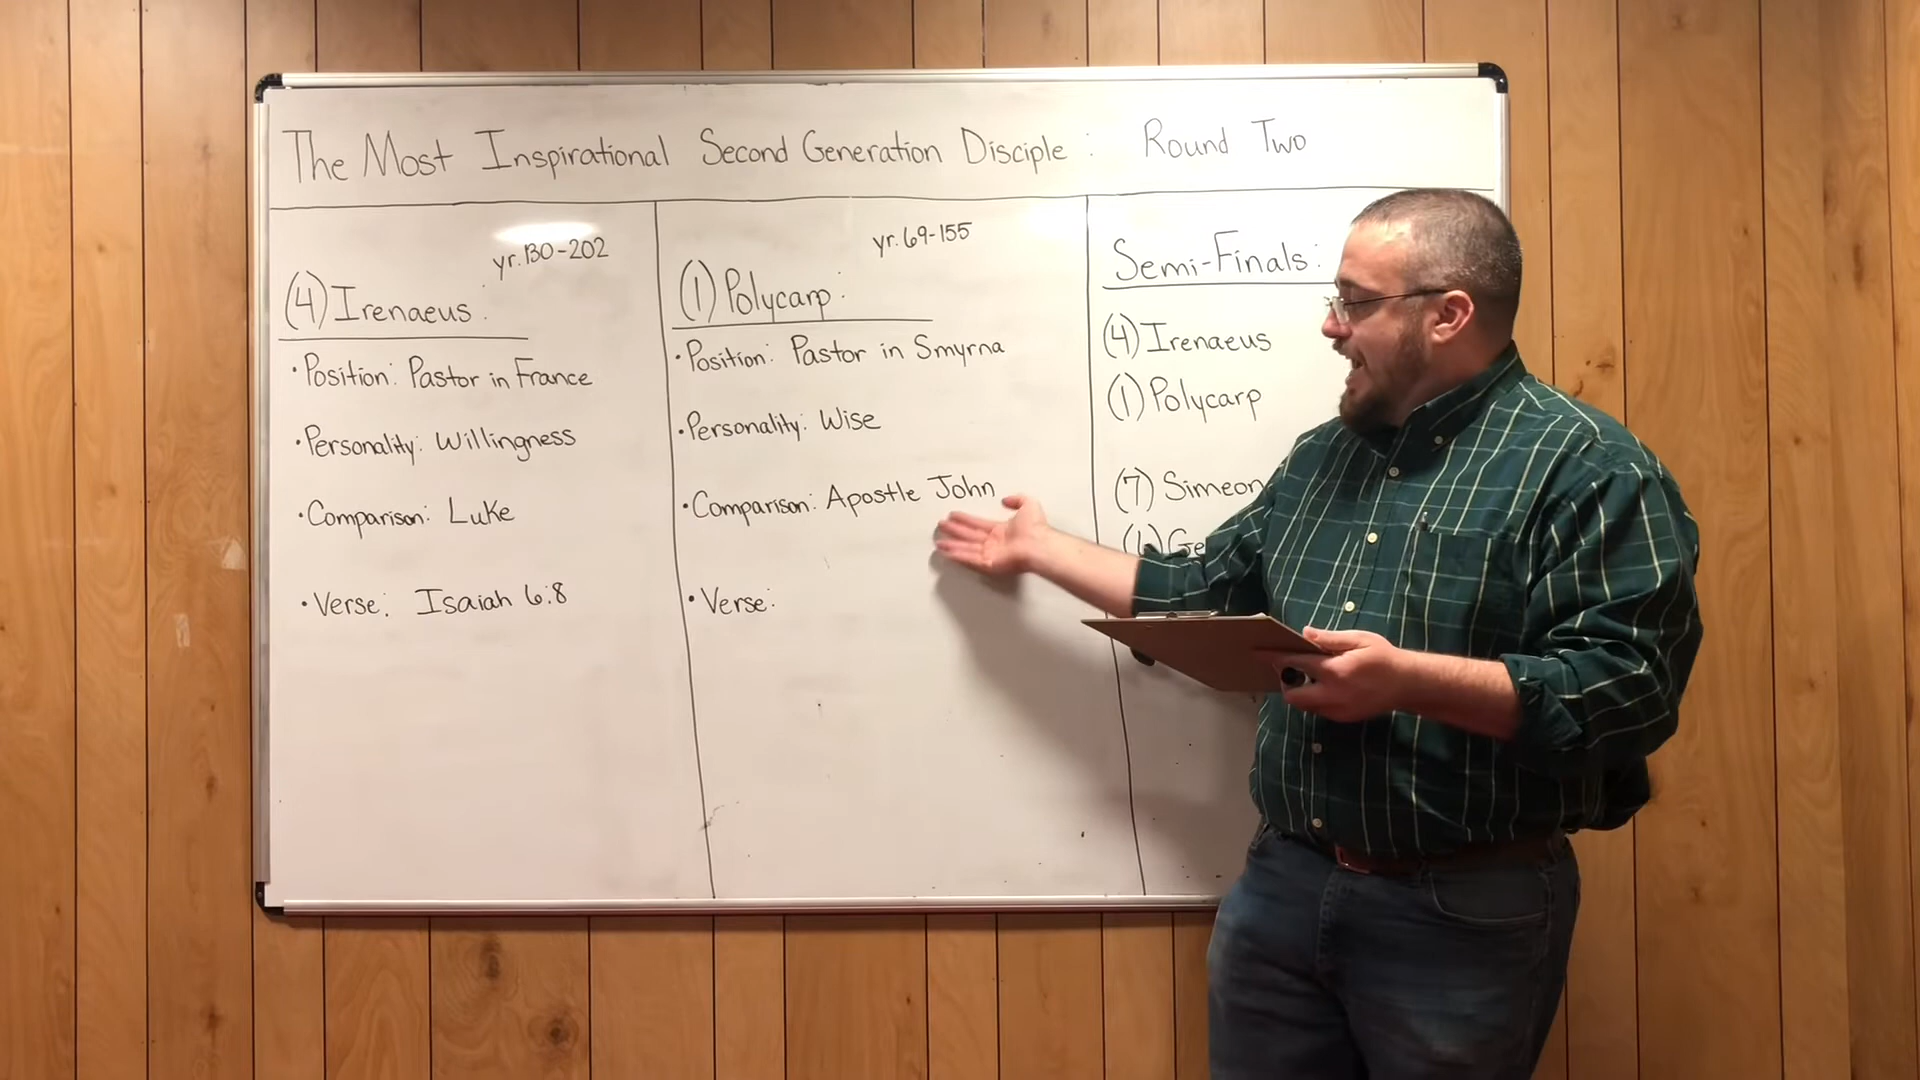 The Most Inspirational Second Generation Disciple: Round Two
yr. 130-202
(4) Irenaeus:
• Position: Pastor in France
• Personality: Willingness
• Comparison: Luke
• Verse: Isaiah 6:8
yr. 69-155
(1) Polycarp:
• Position: Pastor in Smyrna
• Personality: Wise
• Comparison: Apostle John
• Verse:
Semi-Finals:
(4) Irenaeus
(1) Polycarp
(7) Simeon